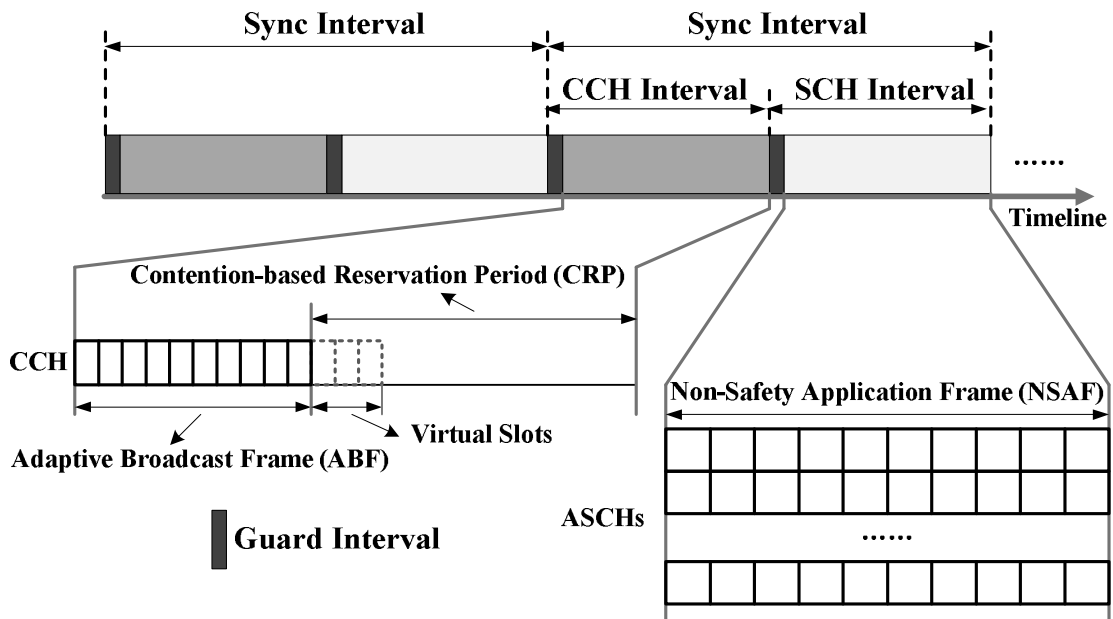 Sync Interval
Sync Interval
CCH Interval
SCH Interval
......
Timeline
Contention-based Reservation Period (CRP)
CCH
Virtual Slots
Adaptive Broadcast Frame (ABF)
Guard Interval
Non-Safety Application Frame (NSAF)
ASCHs
......